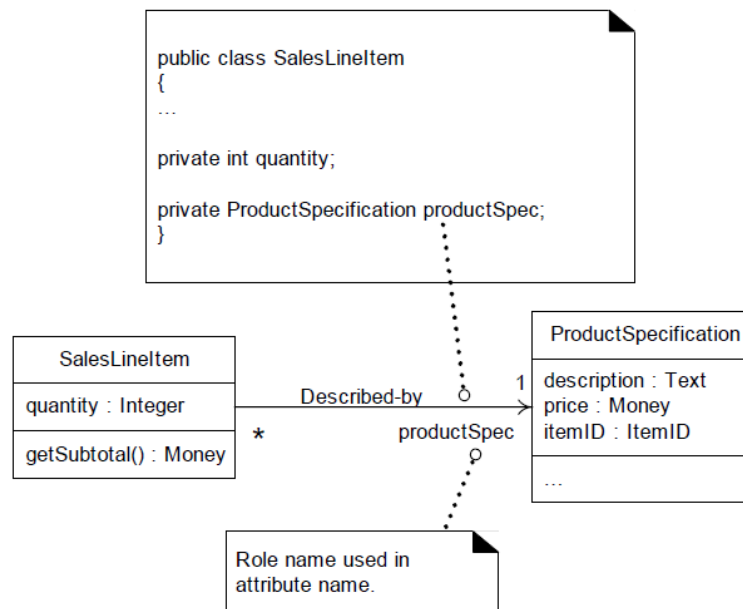 public class SalesLineItem
{
...
private int quantity;
private ProductSpecification productSpec;
}
SalesLineItem
quantity : Integer
getSubtotal() : Money
Described-by
*
1
productSpec
ProductSpecification
description : Text
price : Money
itemID : ItemID
...
Role name used in
attribute name.